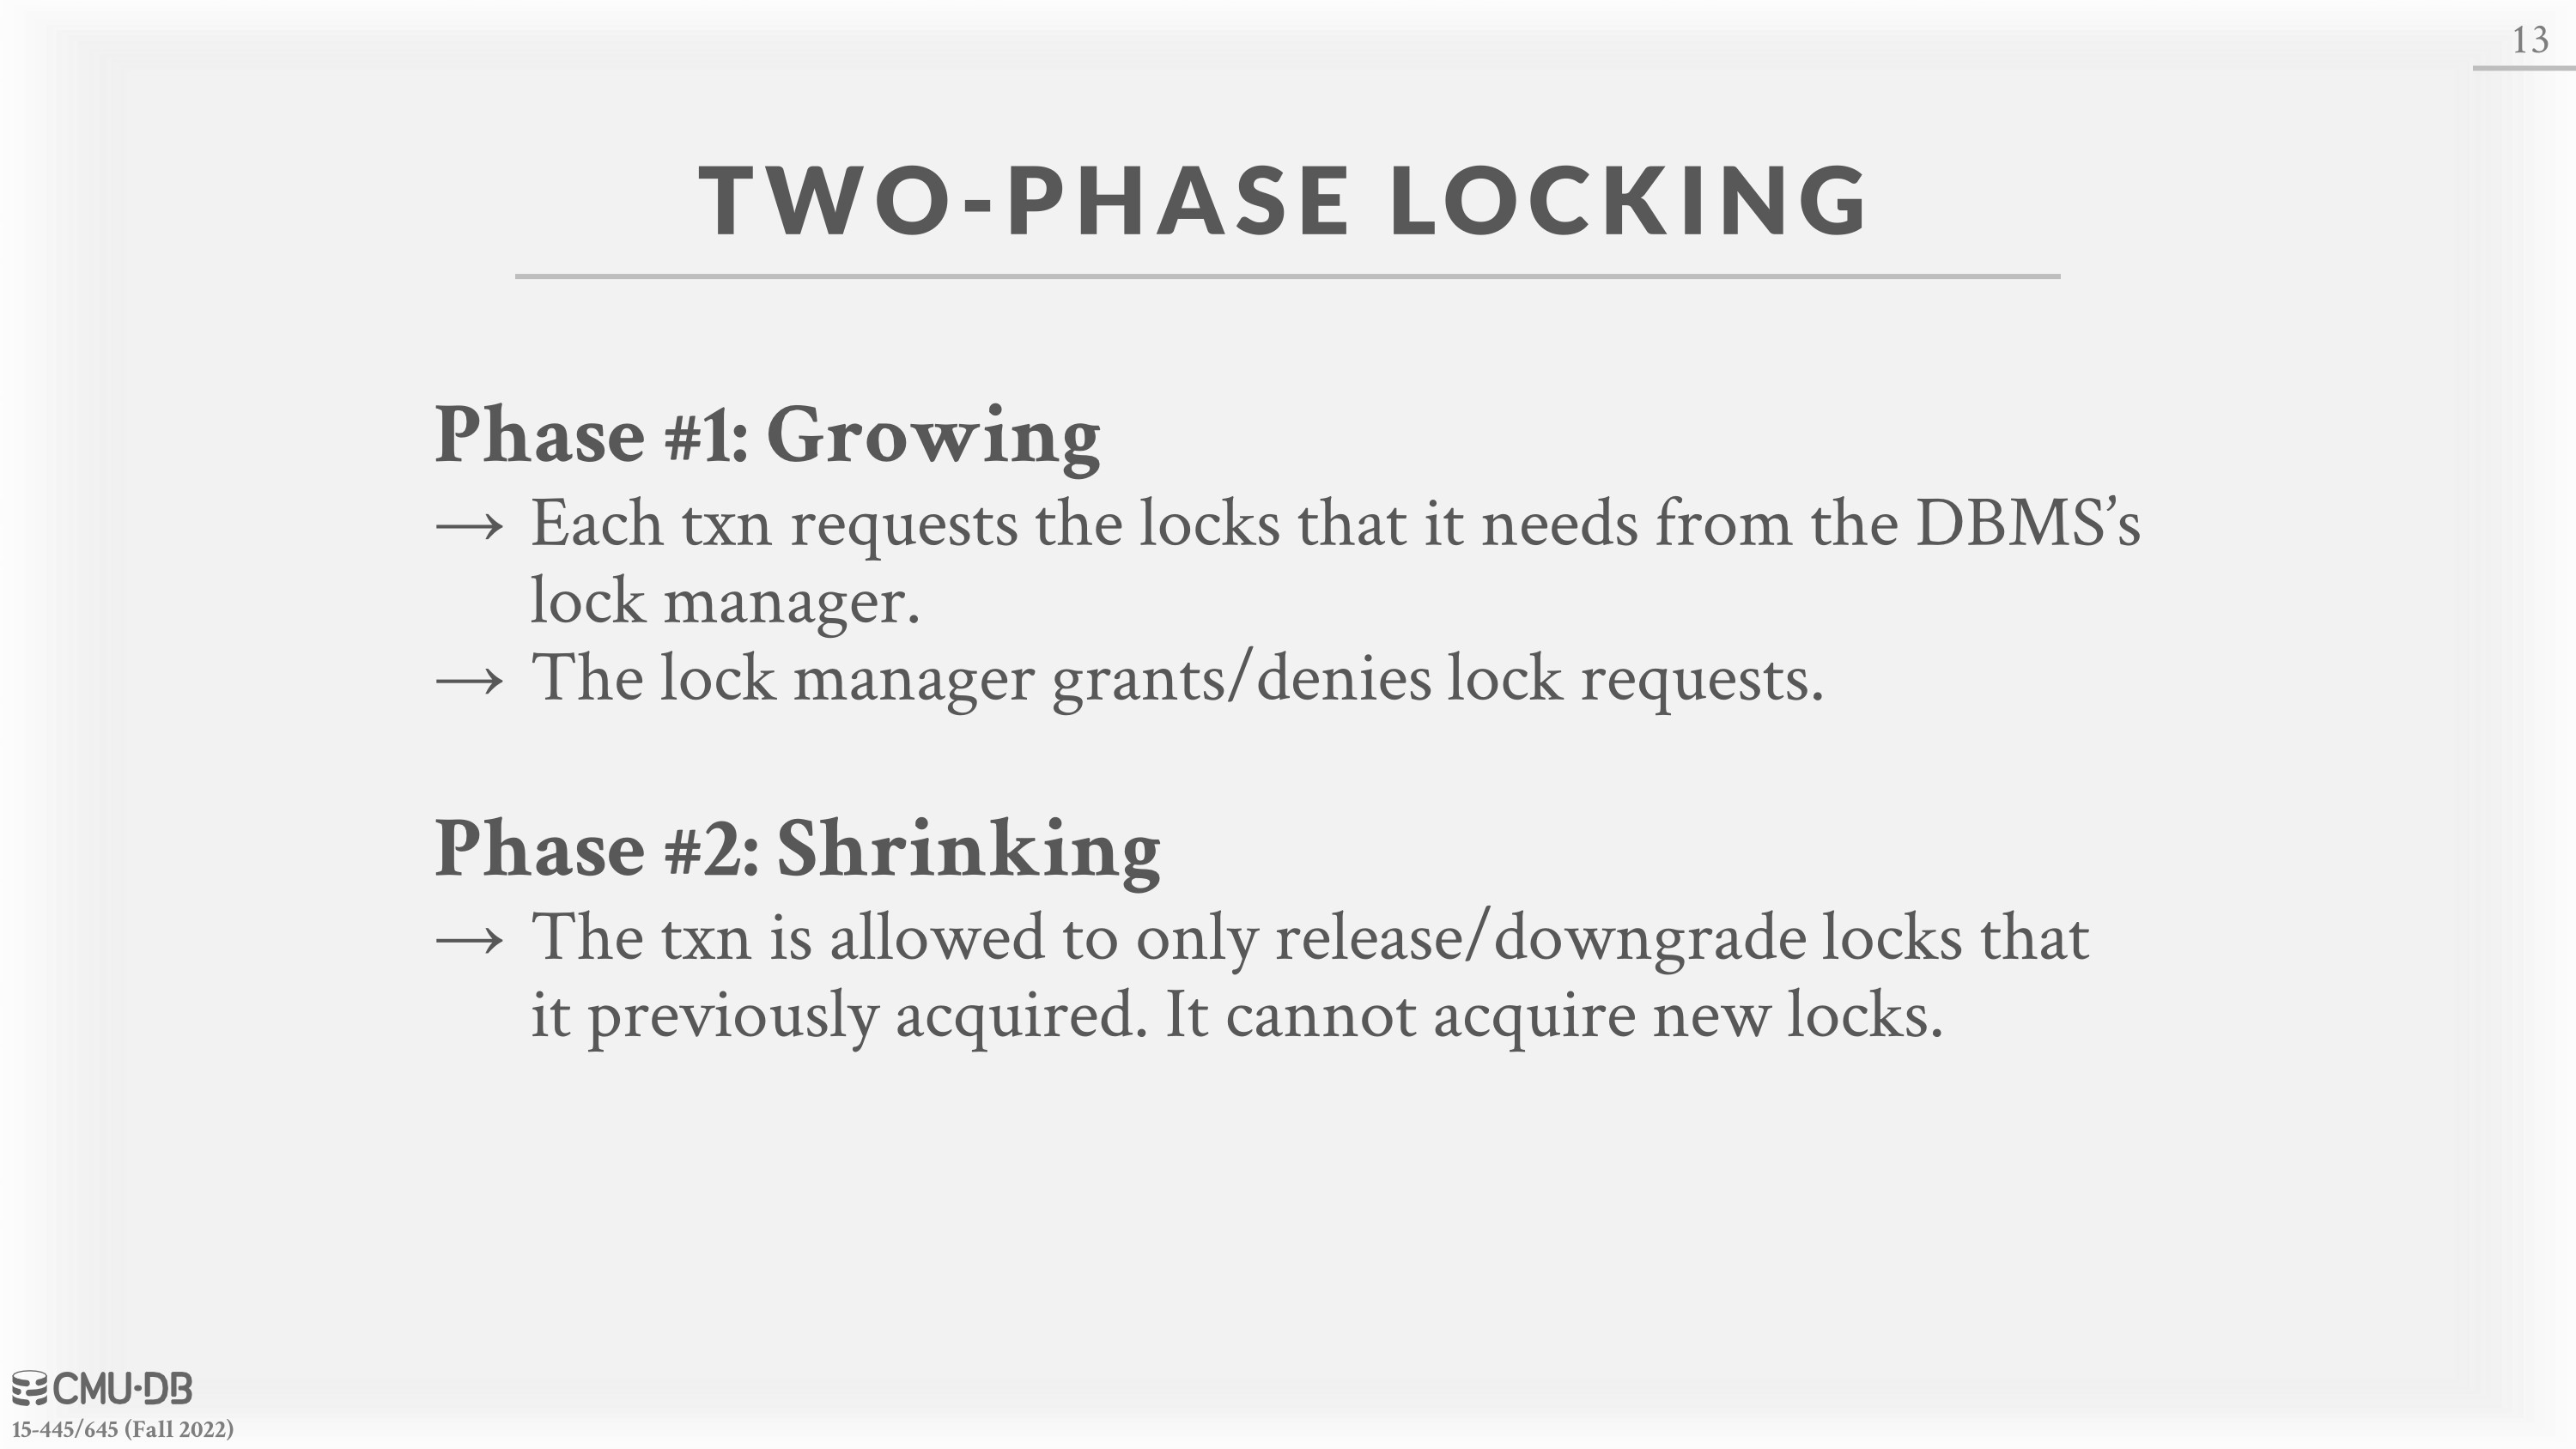 13
TWO-PHASE LOCKING
Phase #1: Growing
→ Each txn requests the locks that it needs from the DBMS’s
lock manager.
→ The lock manager grants/denies lock requests.
Phase #2: Shrinking
→ The txn is allowed to only release/downgrade locks that
it previously acquired. It cannot acquire new locks.
CMU·DB
15-445/645 (Fall 2022)